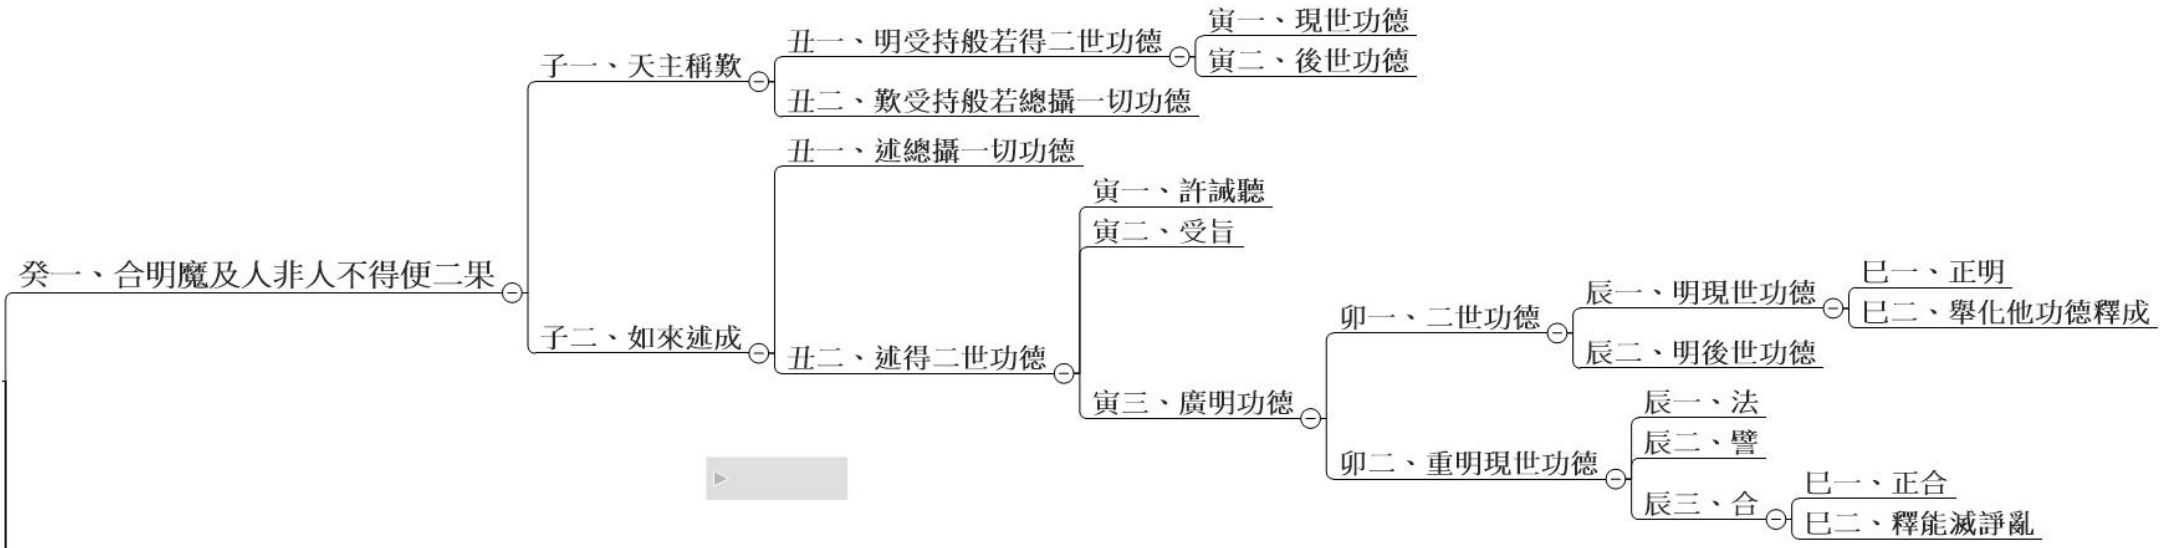 癸一、合明魔及人非人不得便二果
子一、天主稱歎
丑一、明受持般若得二世功德
寅一、現世功德
寅二、後世功德
丑二、歎受持般若總攝一切功德
子二、如來述成
丑一、述總攝一切功德
丑二、述得二世功德
寅一、許誡聽
寅二、受旨
寅三、廣明功德
卯一、二世功德
辰一、明現世功德
巳一、正明
巳二、舉化他功德釋成
辰二、明後世功德
卯二、重明現世功德
辰一、法
辰二、譬
辰三、合
巳一、正合
巳二、釋能滅諍亂